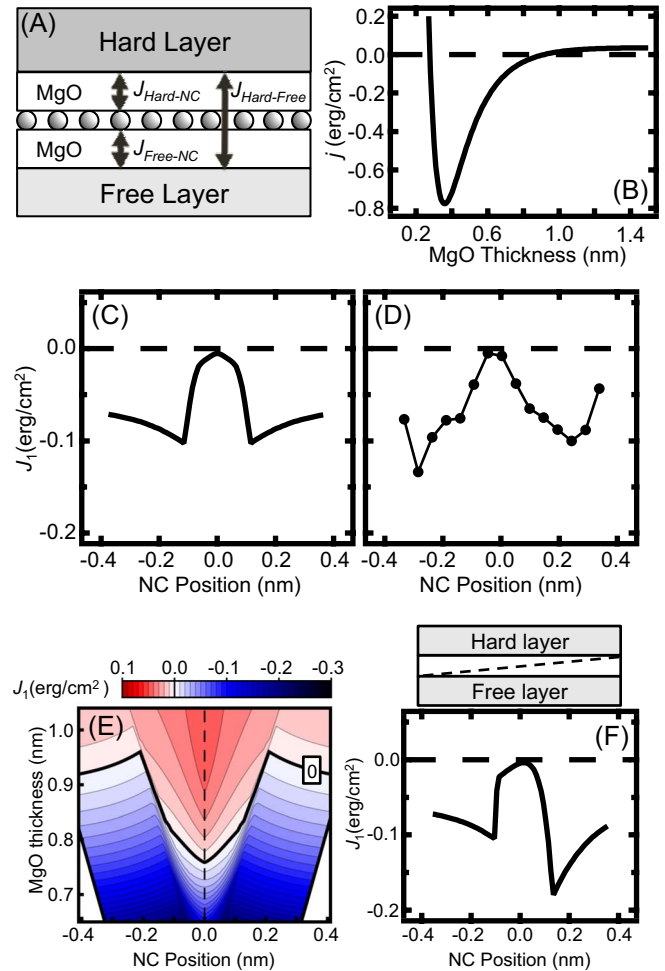 (A)
Hard Layer
MgO
J_Hard-NC
J_Hard-Free
MgO
J_Free-NC
Free Layer
0.0
-0.2
-0.4
-0.6
-0.8
j (erg/cm²)
0.2 0.6 1.0 1.4
MgO Thickness (nm)
(B)
(C)
0.0
-0.1
-0.2
J₁(erg/cm²)
-0.4 -0.2 0.0 0.2 0.4
NC Position (nm)
(D)
-0.4 -0.2 0.0 0.2 0.4
NC Position (nm)
J₁(erg/cm²)
0.1 0.0 -0.1 -0.2 -0.3
(E)
0
1.0
0.9
0.8
0.7
MgO thickness (nm)
-0.4 -0.2 0.0 0.2 0.4
NC Position (nm)
Hard layer
Free layer
(F)
0.0
-0.1
-0.2
J₁(erg/cm²)
-0.4 -0.2 0.0 0.2 0.4
NC Position (nm)